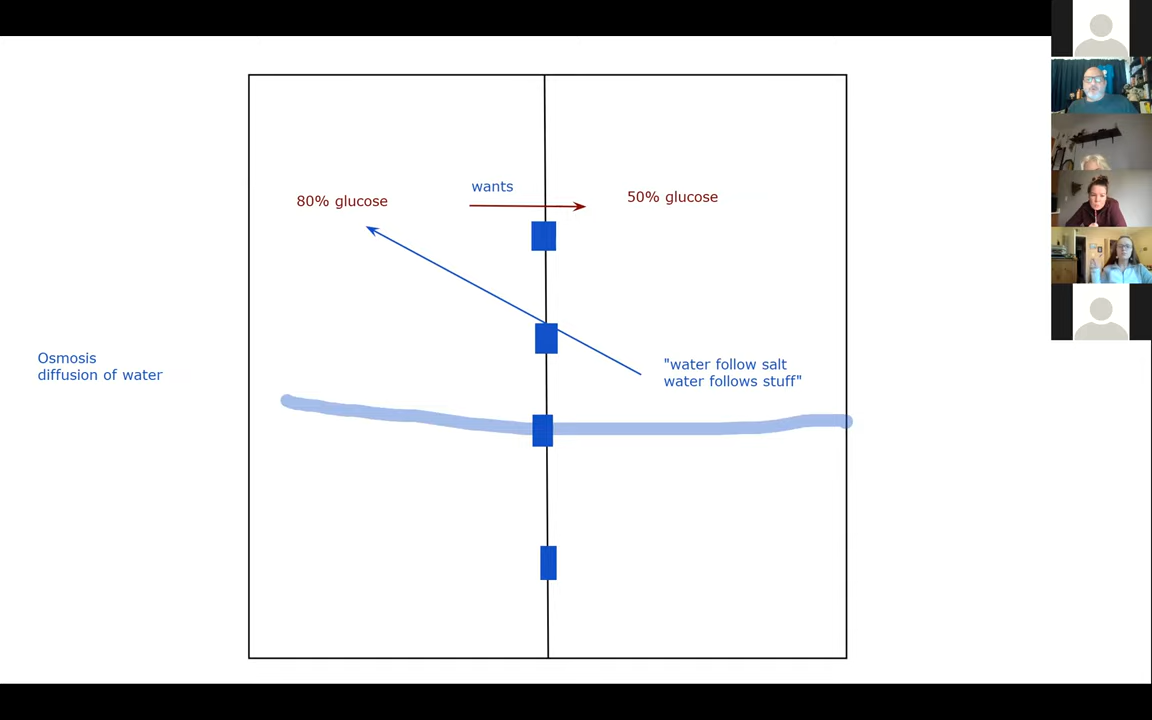 wants
80% glucose
50% glucose
Osmosis
diffusion of water
"water follow salt
water follows stuff"